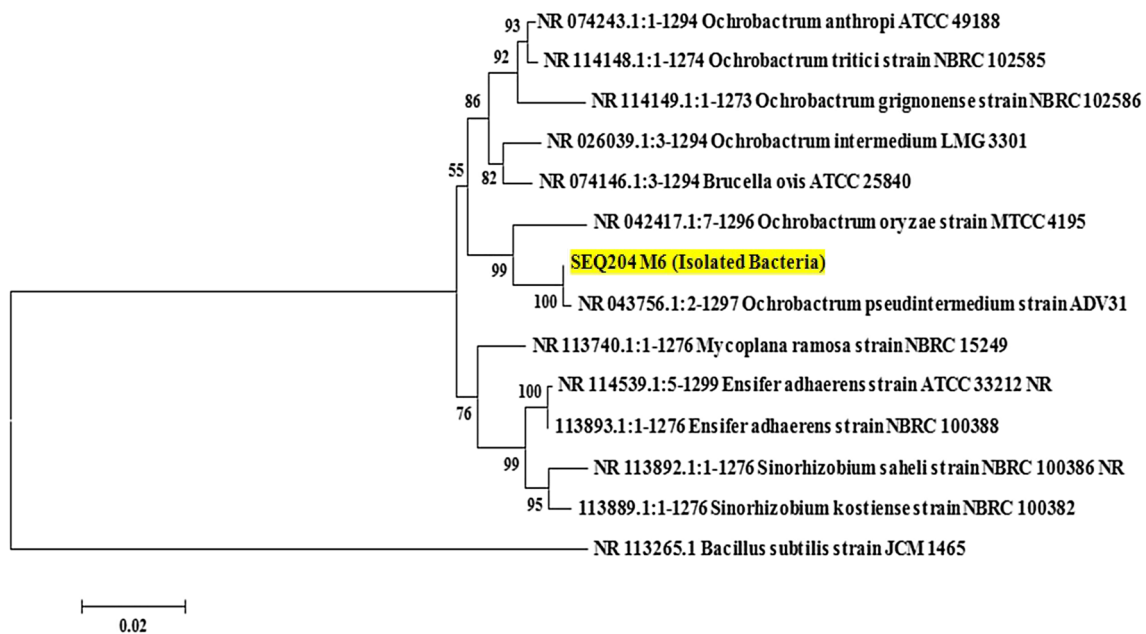 93
NR 074243.1:1-1294 Ochrobactrum anthropi ATCC 49188
NR 114148.1:1-1274 Ochrobactrum tritici strain NBRC 102585
92
NR 114149.1:1-1273 Ochrobactrum grignonense strain NBRC102586
86
NR 026039.1:3-1294 Ochrobactrum intermedium LMG 3301
55
82
NR 074146.1:3-1294 Brucella ovis ATCC 25840
NR 042417.1:7-1296 Ochrobactrum oryzae strain MTCC 4195
99
SEQ204 M6 (Isolated Bacteria)
100
NR 043756.1:2-1297 Ochrobactrum pseudintermedium strain ADV31
NR 113740.1:1-1276 Mycoplana ramosa strain NBRC 15249
76
100
NR 114539.1:5-1299 Ensifer adhaerens strain ATCC 33212 NR
113893.1:1-1276 Ensifer adhaerens strain NBRC 100388
99
NR 113892.1:1-1276 Sinorhizobium saheli strain NBRC 100386 NR
95
113889.1:1-1276 Sinorhizobium kostiense strain NBRC 100382
NR 113265.1 Bacillus subtilis strain JCM 1465
0.02